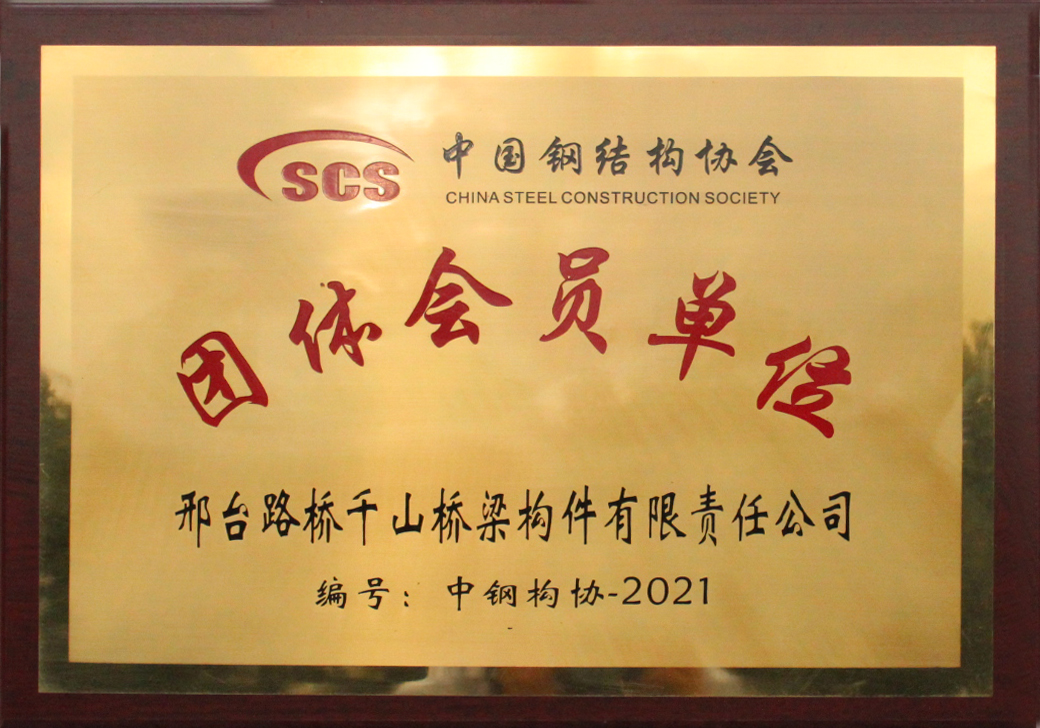 SCS
中国钢结构协会
CHINA STEEL CONSTRUCTION SOCIETY
团体会员单位
邢台路桥千山桥梁构件有限责任公司
编号：中钢构协-2021